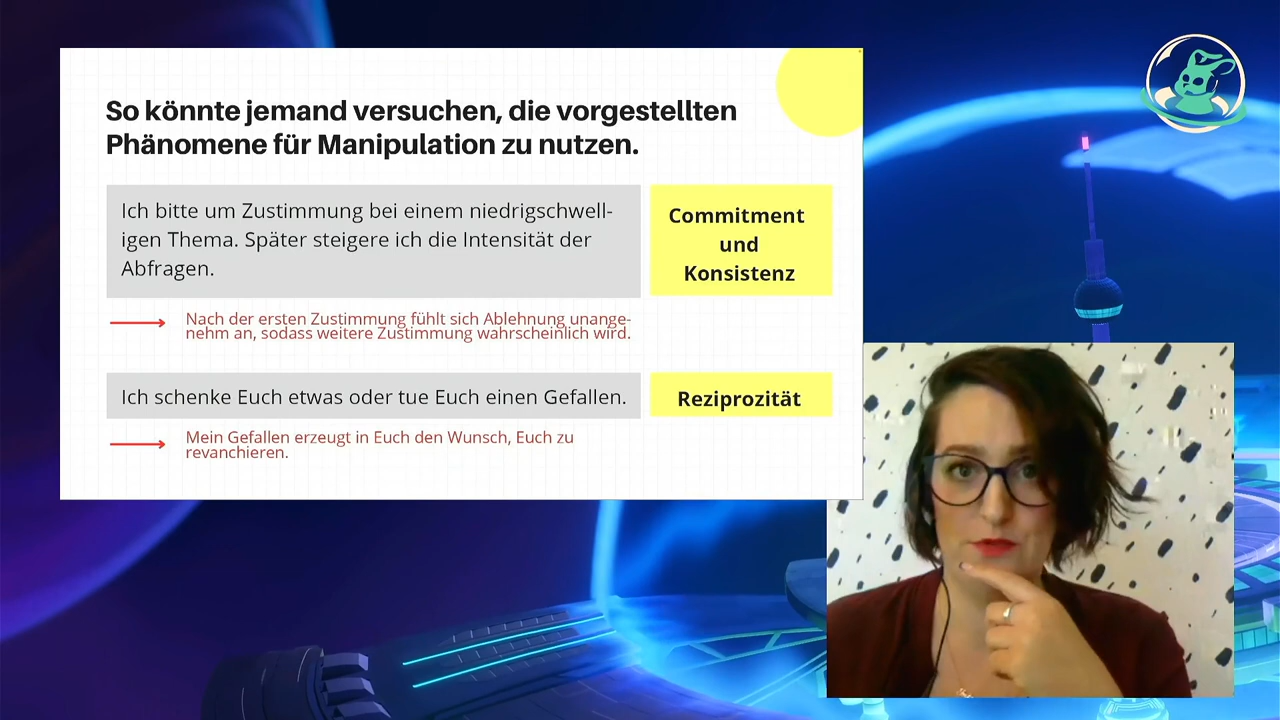 So könnte jemand versuchen, die vorgestellten
Phänomene für Manipulation zu nutzen.
Ich bitte um Zustimmung bei einem niedrigschwell-
igen Thema. Später steigere ich die Intensität der
Abfragen.
Commitment
und
Konsistenz
Nach der ersten Zustimmung fühlt sich Ablehnung unange-
nehm an, sodass weitere Zustimmung wahrscheinlich wird.
Ich schenke Euch etwas oder tue Euch einen Gefallen.
Reziprozität
Mein Gefallen erzeugt in Euch den Wunsch, Euch zu
revanchieren.